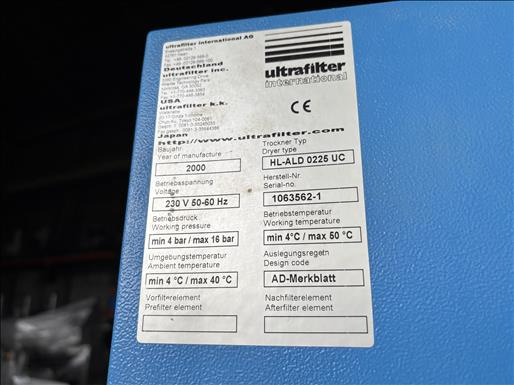 ultrafilter international AG
Deutschland
ultrafilter inc.
USA
ultrafilter k.k.
Japan
http://www.ultrafilter.com
ultrafilter
international
CE
Baujahr
Year of manufacture
2000
Trockner Typ
Dryer type
HL-ALD 0225 UC
Betriebsspannung
Voltage
230 V 50-60 Hz
Herstell-Nr.
Serial-no.
1063562-1
Betriebsdruck
Working pressure
min 4 bar / max 16 bar
Betriebstemperatur
Working temperature
min 4°C / max 50 °C
Umgebungstemperatur
Ambient temperature
min 4 °C / max 40 °C
Auslegungsregeln
Design code
AD-Merkblatt
Vorfilterelement
Prefilter element
Nachfilterelement
Afterfilter element